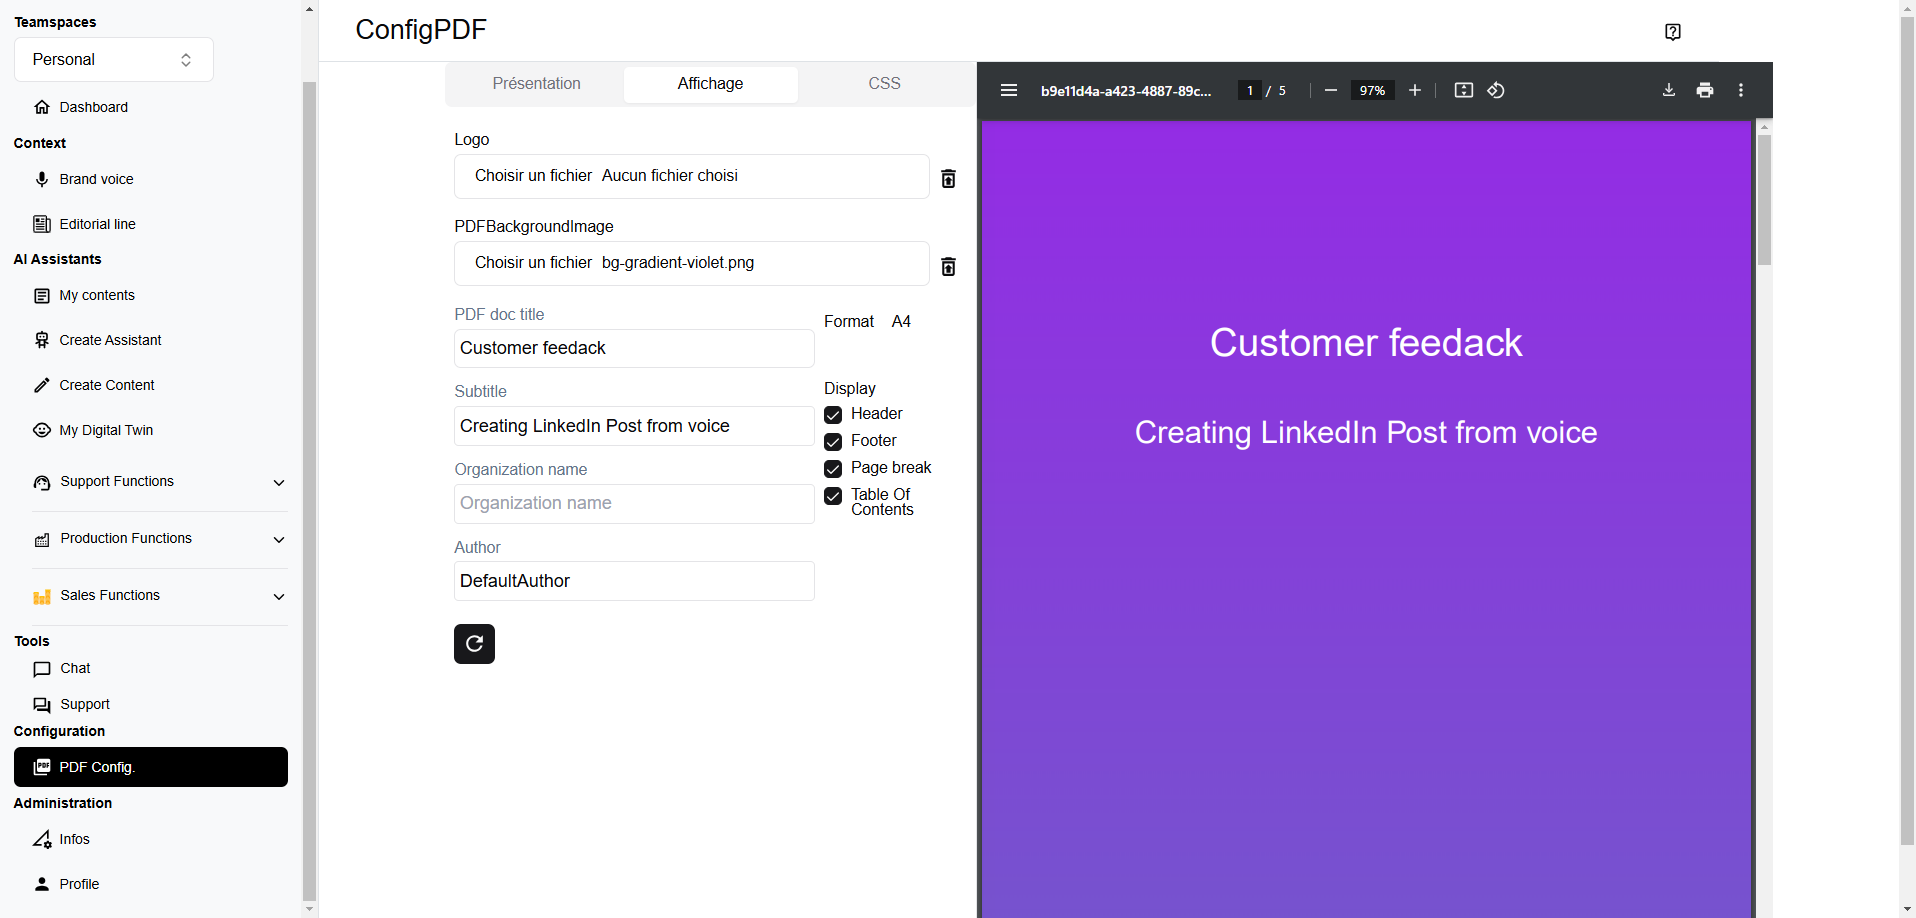 Teamspaces
Personal
Dashboard
Context
Brand voice
Editorial line
AI Assistants
My contents
Create Assistant
Create Content
My Digital Twin
Support Functions
Production Functions
Sales Functions
Tools
Chat
Support
Configuration
PDF Config.
Administration
Infos
Profile
ConfigPDF
Présentation
Affichage
CSS
Logo
Choisir un fichier Aucun fichier choisi
PDFBackgroundImage
Choisir un fichier bg-gradient-violet.png
PDF doc title
Customer feedack
Format A4
Subtitle
Creating LinkedIn Post from voice
Organization name
Organization name
Author
DefaultAuthor
Display
Header
Footer
Page break
Table Of
Contents
b9e11d4a-a423-4887-89c...
1 / 5
97%
Customer feedack
Creating LinkedIn Post from voice